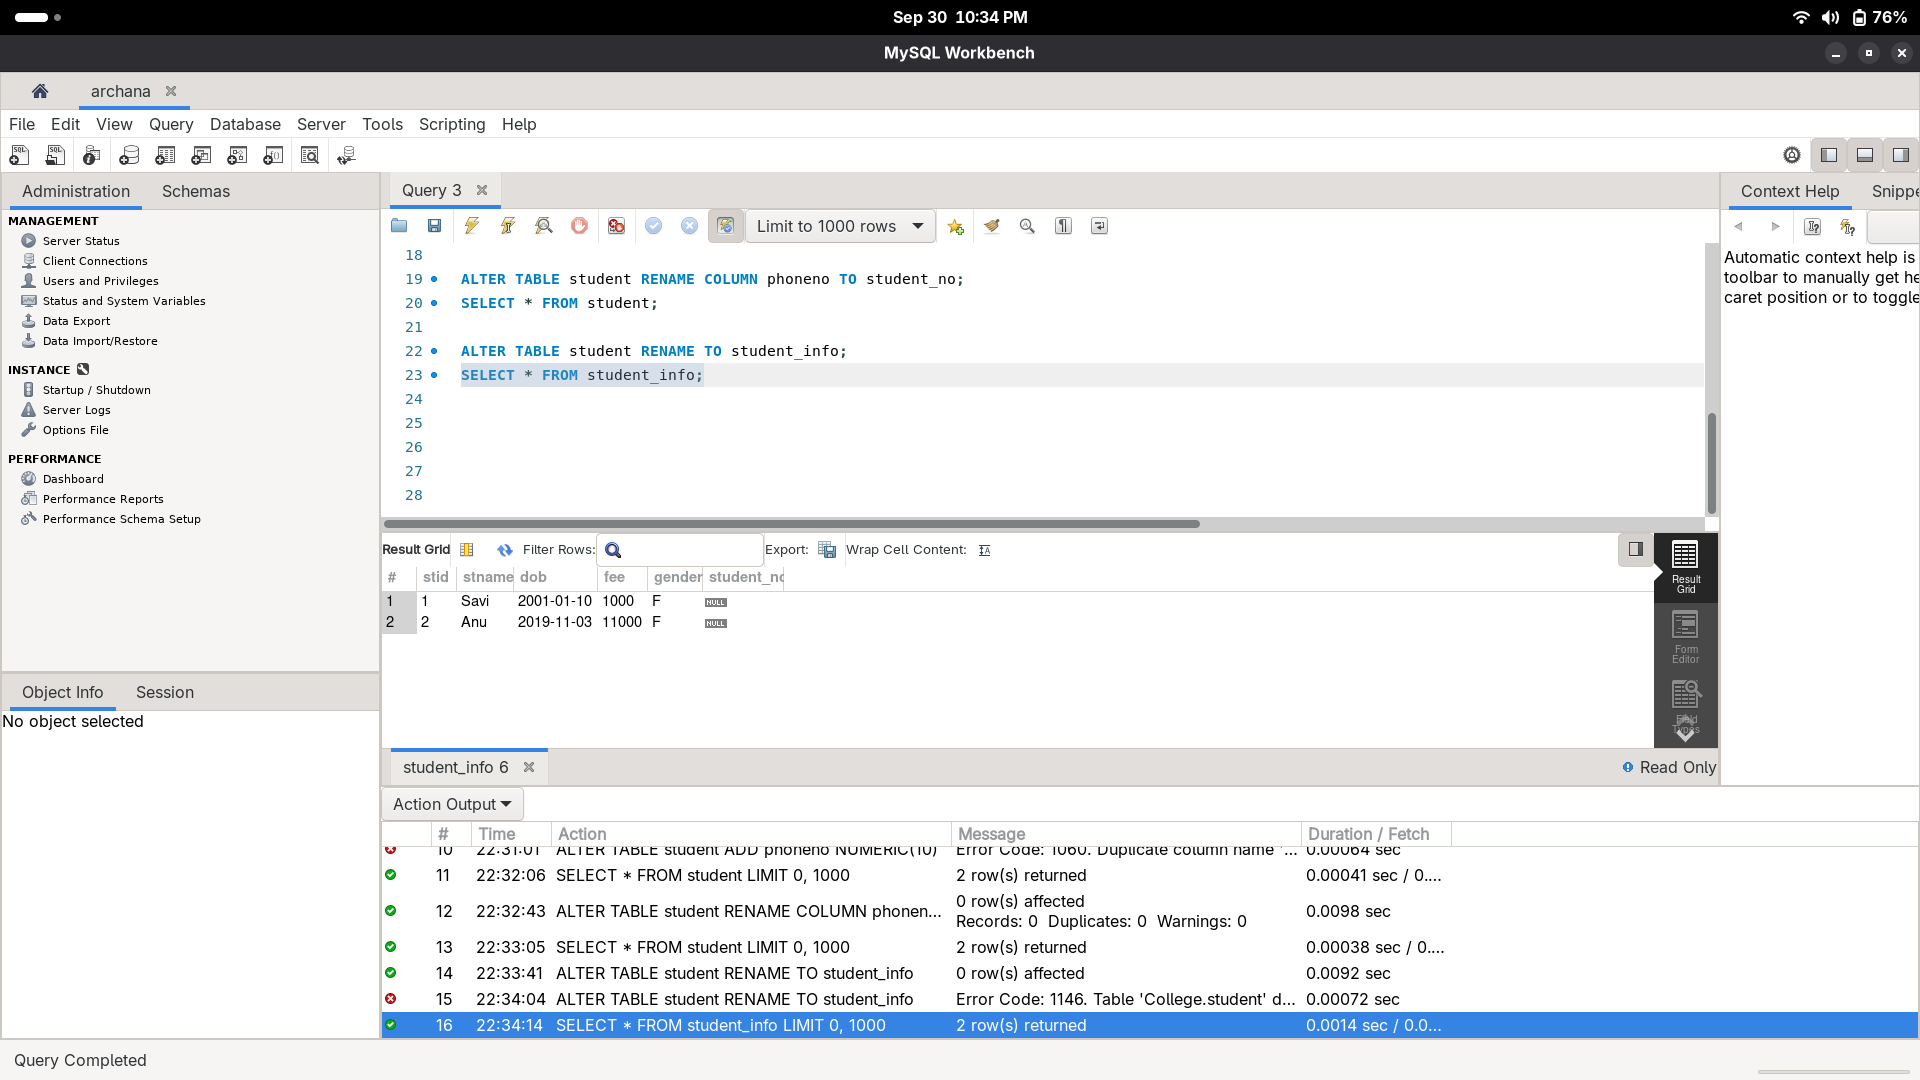 Sep 30 10:34 PM
76%
MySQL Workbench
archana
File Edit View Query Database Server Tools Scripting Help
Administration Schemas
MANAGEMENT
Server Status
Client Connections
Users and Privileges
Status and System Variables
Data Export
Data Import/Restore
INSTANCE
Startup / Shutdown
Server Logs
Options File
PERFORMANCE
Dashboard
Performance Reports
Performance Schema Setup
Object Info Session
No object selected
Query 3
Limit to 1000 rows
18
19 ALTER TABLE student RENAME COLUMN phoneno TO student_no;
20 SELECT * FROM student;
21
22 ALTER TABLE student RENAME TO student_info;
23 SELECT * FROM student_info;
24
25
26
27
28
Result Grid Filter Rows: Export: Wrap Cell Content:
# stid stname dob fee gender student_no
1 1 Savi 2001-01-10 1000 F NULL
2 2 Anu 2019-11-03 11000 F NULL
Result
Grid
Form
Editor
Field
Types
student_info 6
Read Only
Context Help Snippe
Automatic context help is
toolbar to manually get he
caret position or to toggle
Action Output
# Time Action Message Duration / Fetch
10 22:31:01 ALTER TABLE student ADD phoneno NUMERIC(10) Error Code: 1060. Duplicate column name '... 0.00064 sec
11 22:32:06 SELECT * FROM student LIMIT 0, 1000 2 row(s) returned 0.00041 sec / 0....
12 22:32:43 ALTER TABLE student RENAME COLUMN phonen... 0 row(s) affected
Records: 0 Duplicates: 0 Warnings: 0 0.0098 sec
13 22:33:05 SELECT * FROM student LIMIT 0, 1000 2 row(s) returned 0.00038 sec / 0....
14 22:33:41 ALTER TABLE student RENAME TO student_info 0 row(s) affected 0.0092 sec
15 22:34:04 ALTER TABLE student RENAME TO student_info Error Code: 1146. Table 'College.student' d... 0.00072 sec
16 22:34:14 SELECT * FROM student_info LIMIT 0, 1000 2 row(s) returned 0.0014 sec / 0.0...
Query Completed